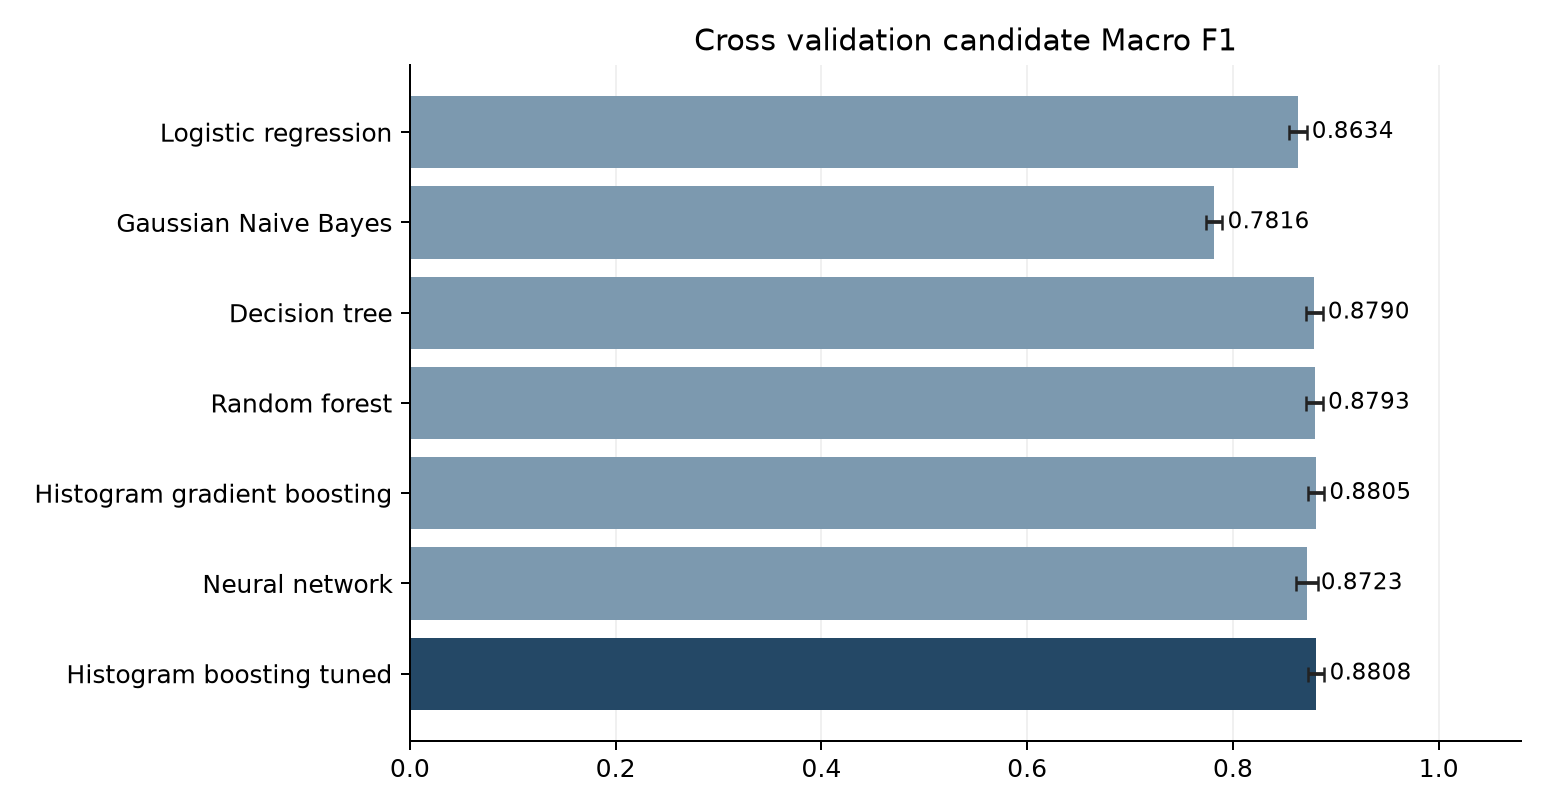 Cross validation candidate Macro F1
Logistic regression 0.8634
Gaussian Naive Bayes 0.7816
Decision tree 0.8790
Random forest 0.8793
Histogram gradient boosting 0.8805
Neural network 0.8723
Histogram boosting tuned 0.8808
0.0 0.2 0.4 0.6 0.8 1.0